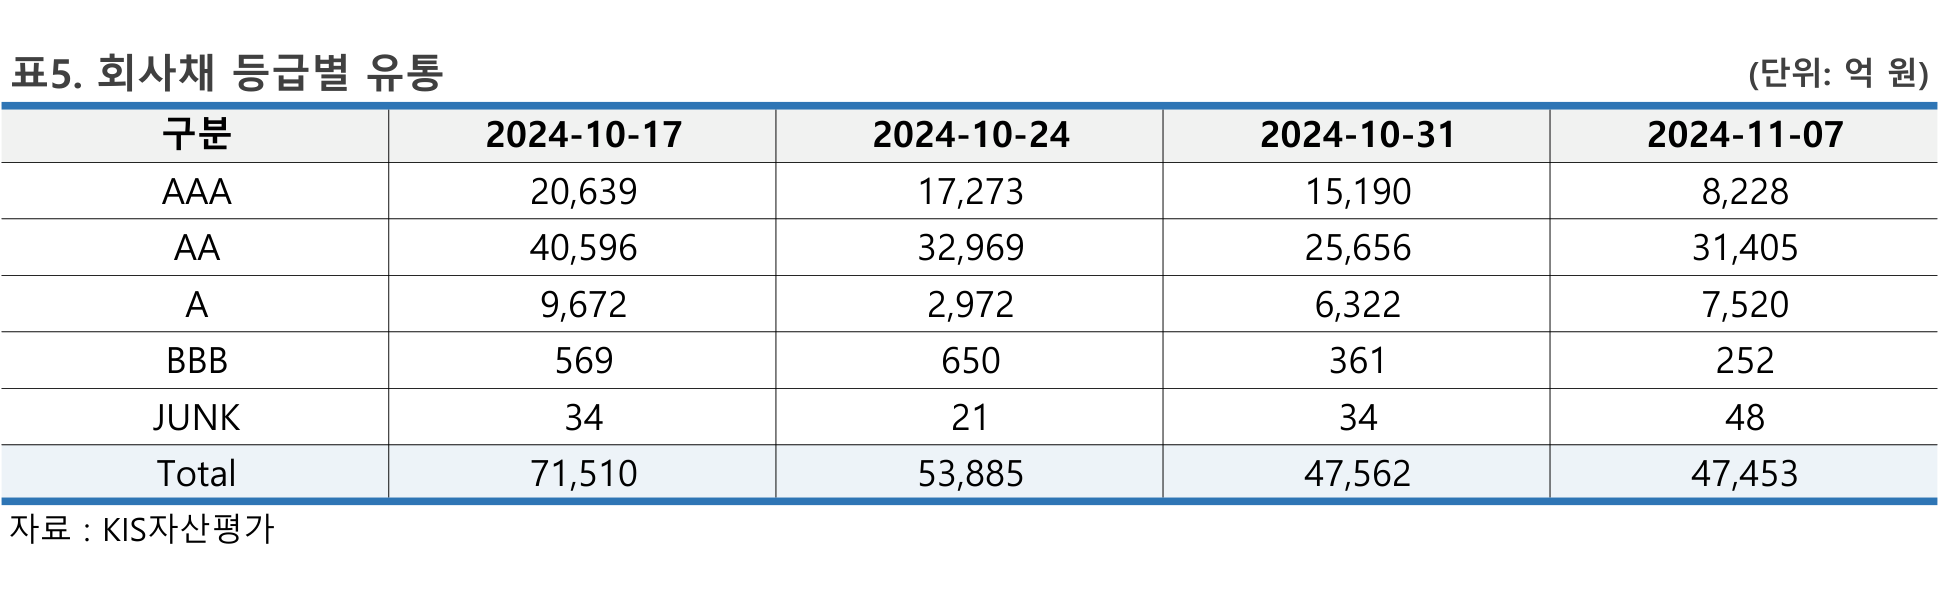 표5. 회사채 등급별 유통 (단위: 억 원)
구분 2024-10-17 2024-10-24 2024-10-31 2024-11-07
AAA 20,639 17,273 15,190 8,228
AA 40,596 32,969 25,656 31,405
A 9,672 2,972 6,322 7,520
BBB 569 650 361 252
JUNK 34 21 34 48
Total 71,510 53,885 47,562 47,453
자료 : KIS자산평가